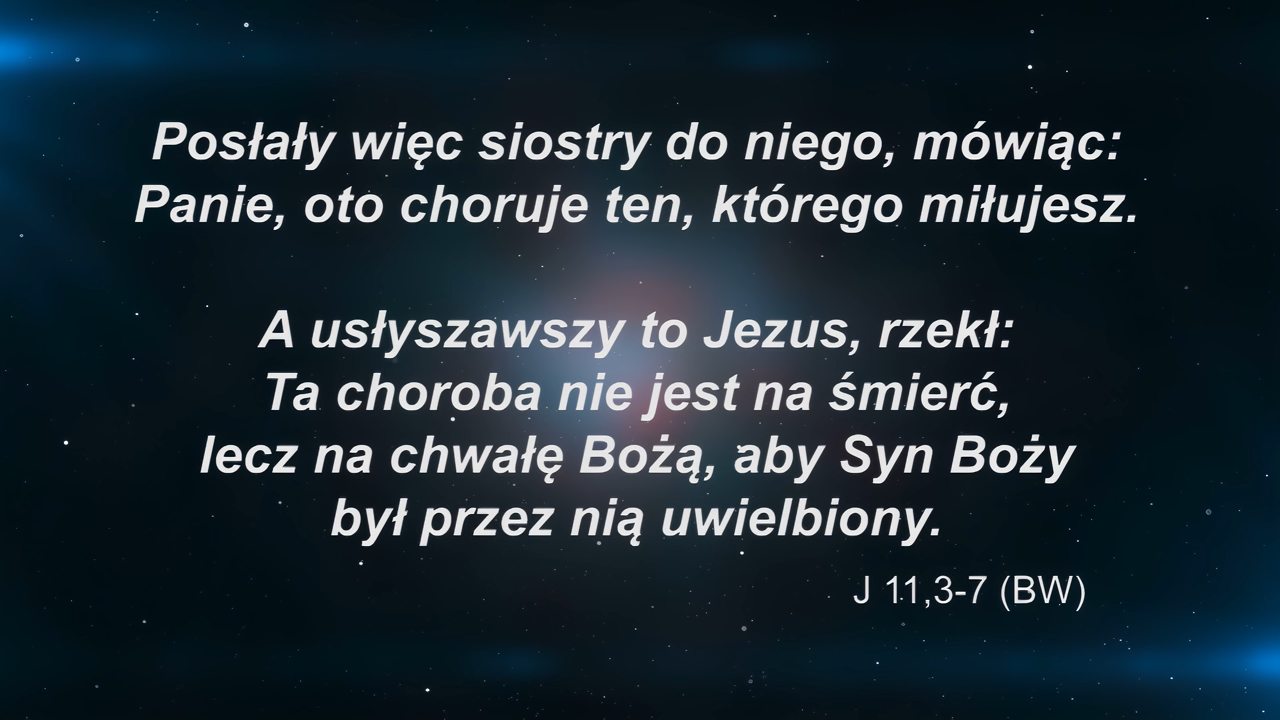 Posłały więc siostry do niego, mówiąc:
Panie, oto choruje ten, którego miłujesz.
A usłyszawszy to Jezus, rzekł:
Ta choroba nie jest na śmierć,
lecz na chwałę Bożą, aby Syn Boży
był przez nią uwielbiony.
J 11,3-7 (BW)